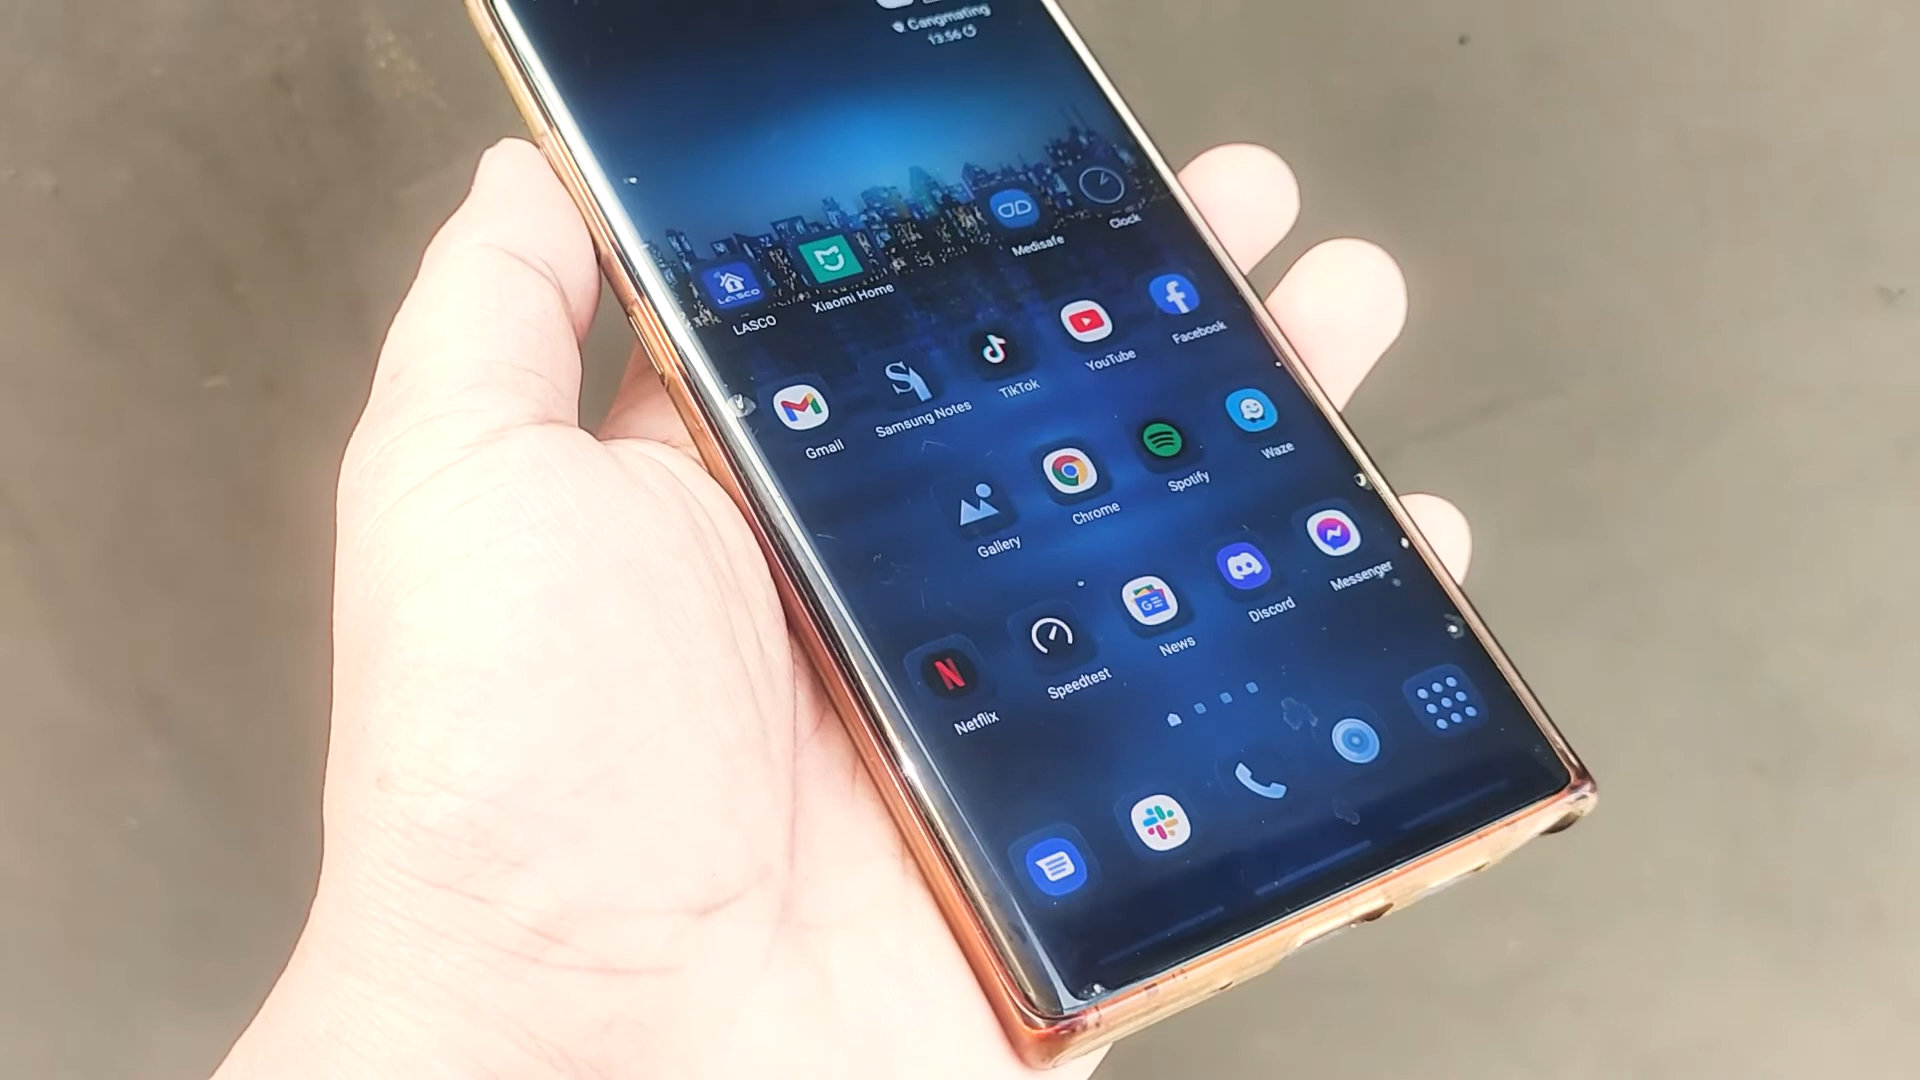 Cangmating
13:56
LASCO
LASCO
Xiaomi Home
Medisafe
Clock
Gmail
Samsung Notes
TikTok
YouTube
Facebook
Gallery
Chrome
Spotify
Waze
Netflix
Speedtest
News
Discord
Messenger